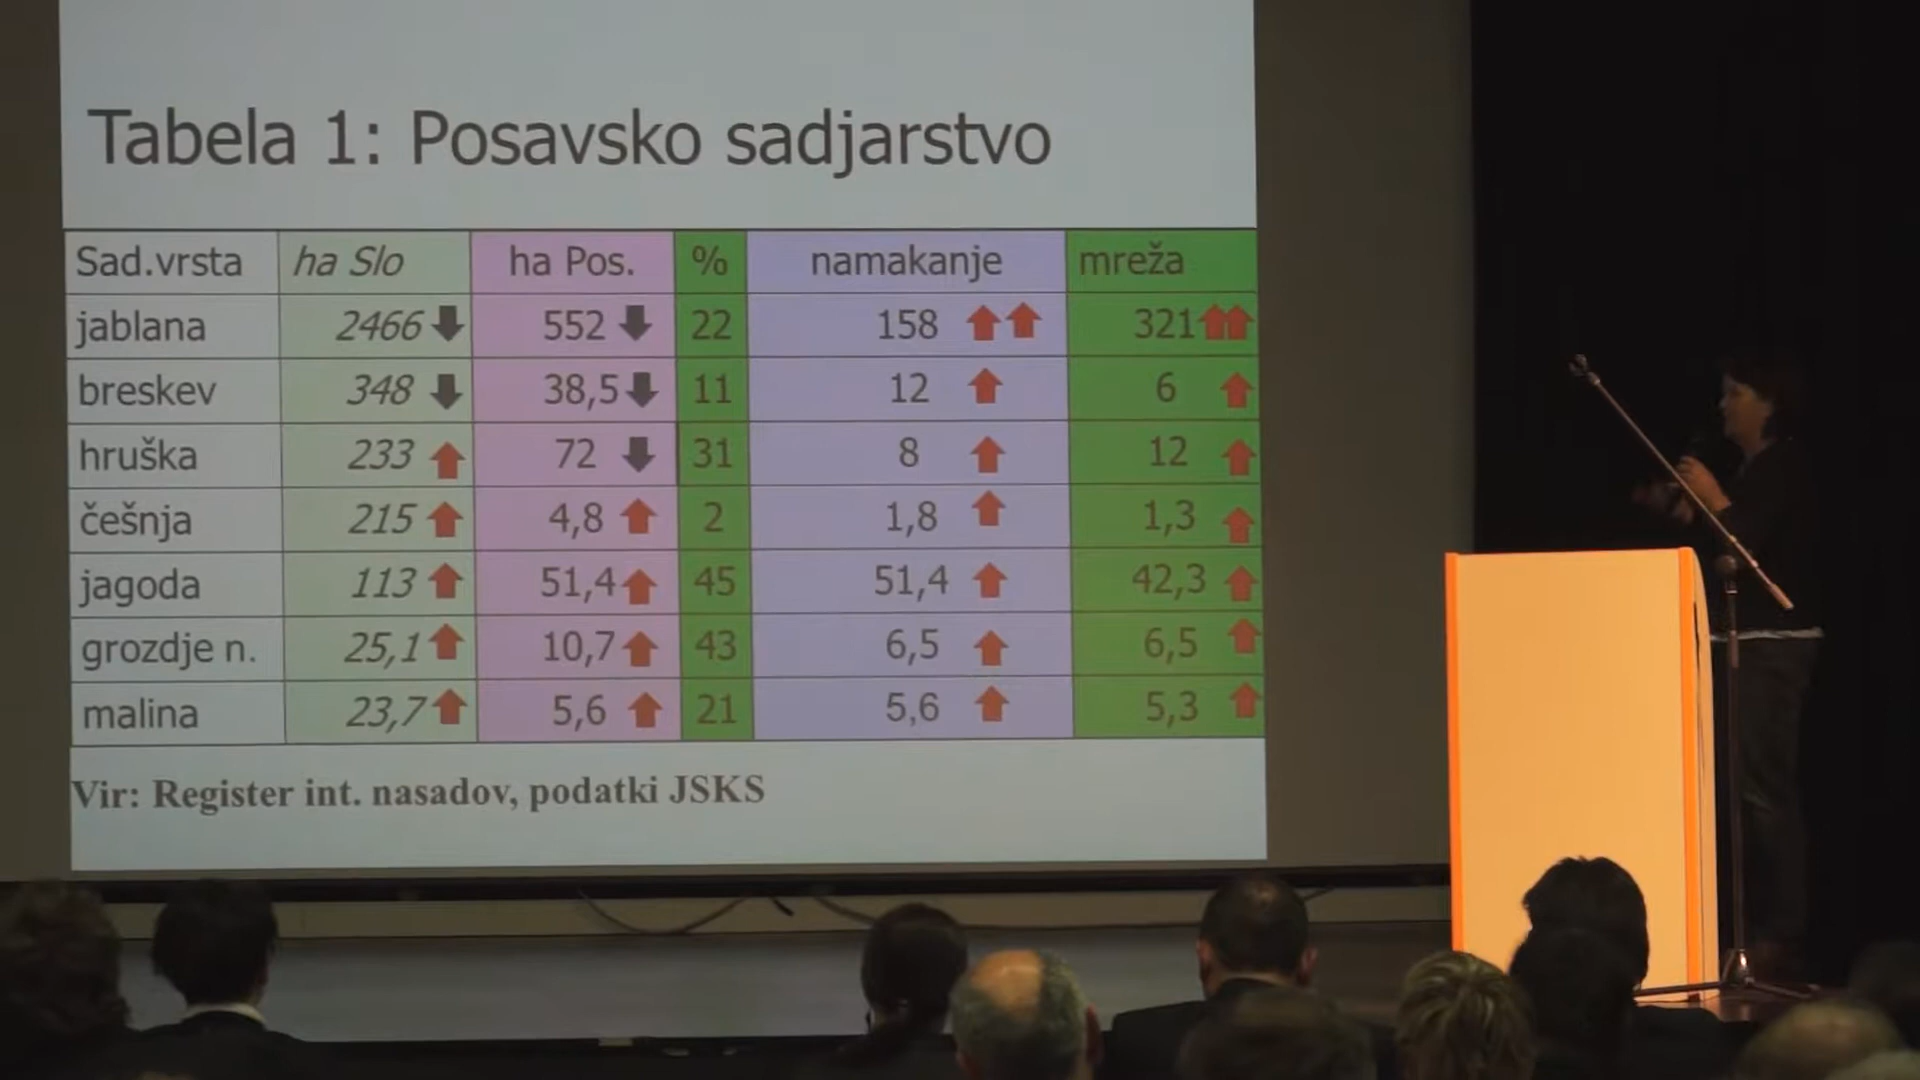 Tabela 1: Posavsko sadjarstvo
Sad.vrsta ha Slo ha Pos. % namakanje mreža
jablana 2466 552 22 158 321
breskev 348 38,5 11 12 6
hruška 233 72 31 8 12
češnja 215 4,8 2 1,8 1,3
jagoda 113 51,4 45 51,4 42,3
grozdje n. 25,1 10,7 43 6,5 6,5
malina 23,7 5,6 21 5,6 5,3
Vir: Register int. nasadov, podatki JSKS